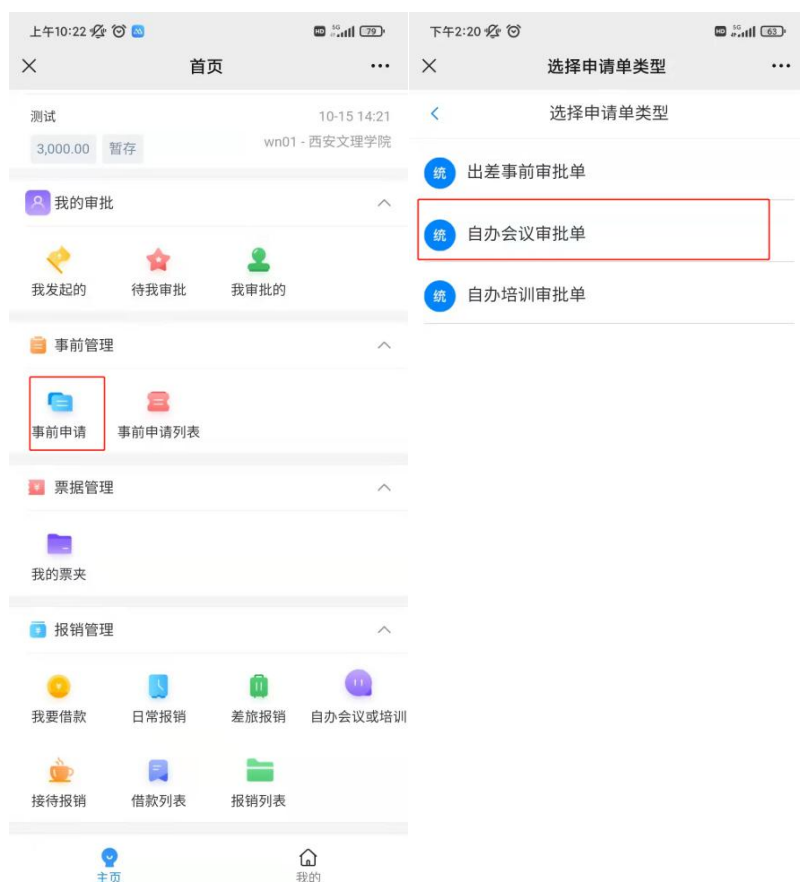 上午10:22
HD 5G 79
首页
测试
10-15 14:21
3,000.00 暂存
wn01 - 西安文理学院
我的审批
我发起的 待我审批 我审批的
事前管理
事前申请 事前申请列表
票据管理
我的票夹
报销管理
我要借款 日常报销 差旅报销 自办会议或培训
接待报销 借款列表 报销列表
主页 我的
下午2:20
HD 5G 63
选择申请单类型
选择申请单类型
统 出差事前审批单
统 自办会议审批单
统 自办培训审批单